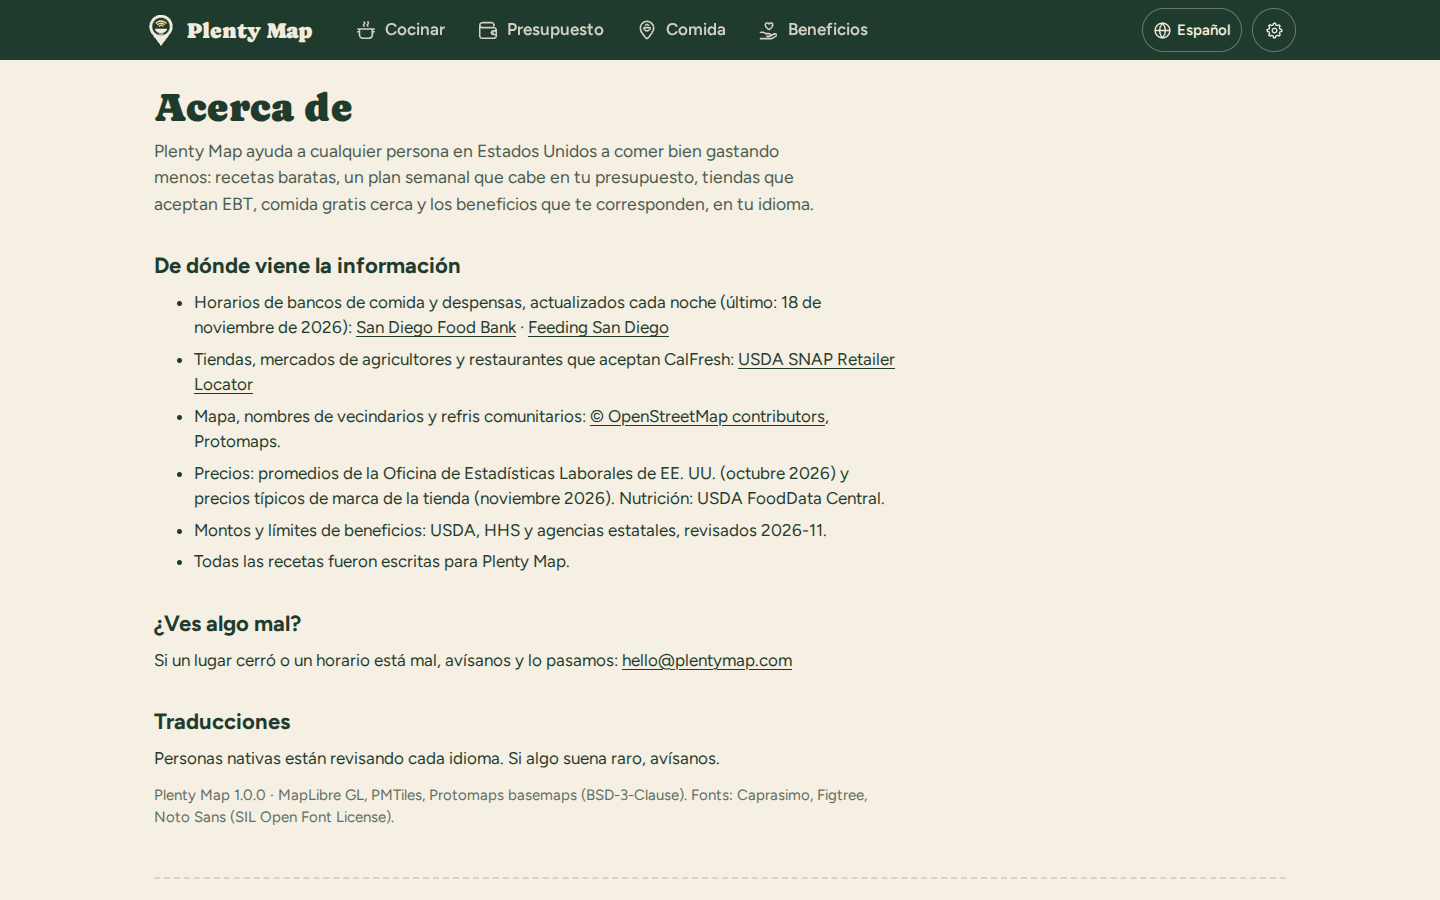 Plenty Map
Cocinar
Presupuesto
Comida
Beneficios
Español
Acerca de
Plenty Map ayuda a cualquier persona en Estados Unidos a comer bien gastando
menos: recetas baratas, un plan semanal que cabe en tu presupuesto, tiendas que
aceptan EBT, comida gratis cerca y los beneficios que te corresponden, en tu idioma.
De dónde viene la información
• Horarios de bancos de comida y despensas, actualizados cada noche (último: 18 de
noviembre de 2026): San Diego Food Bank · Feeding San Diego
• Tiendas, mercados de agricultores y restaurantes que aceptan CalFresh: USDA SNAP Retailer
Locator
• Mapa, nombres de vecindarios y refris comunitarios: © OpenStreetMap contributors,
Protomaps.
• Precios: promedios de la Oficina de Estadísticas Laborales de EE. UU. (octubre 2026) y
precios típicos de marca de la tienda (noviembre 2026). Nutrición: USDA FoodData Central.
• Montos y límites de beneficios: USDA, HHS y agencias estatales, revisados 2026-11.
• Todas las recetas fueron escritas para Plenty Map.
¿Ves algo mal?
Si un lugar cerró o un horario está mal, avísanos y lo pasamos: hello@plentymap.com
Traducciones
Personas nativas están revisando cada idioma. Si algo suena raro, avísanos.
Plenty Map 1.0.0 · MapLibre GL, PMTiles, Protomaps basemaps (BSD-3-Clause). Fonts: Caprasimo, Figtree,
Noto Sans (SIL Open Font License).